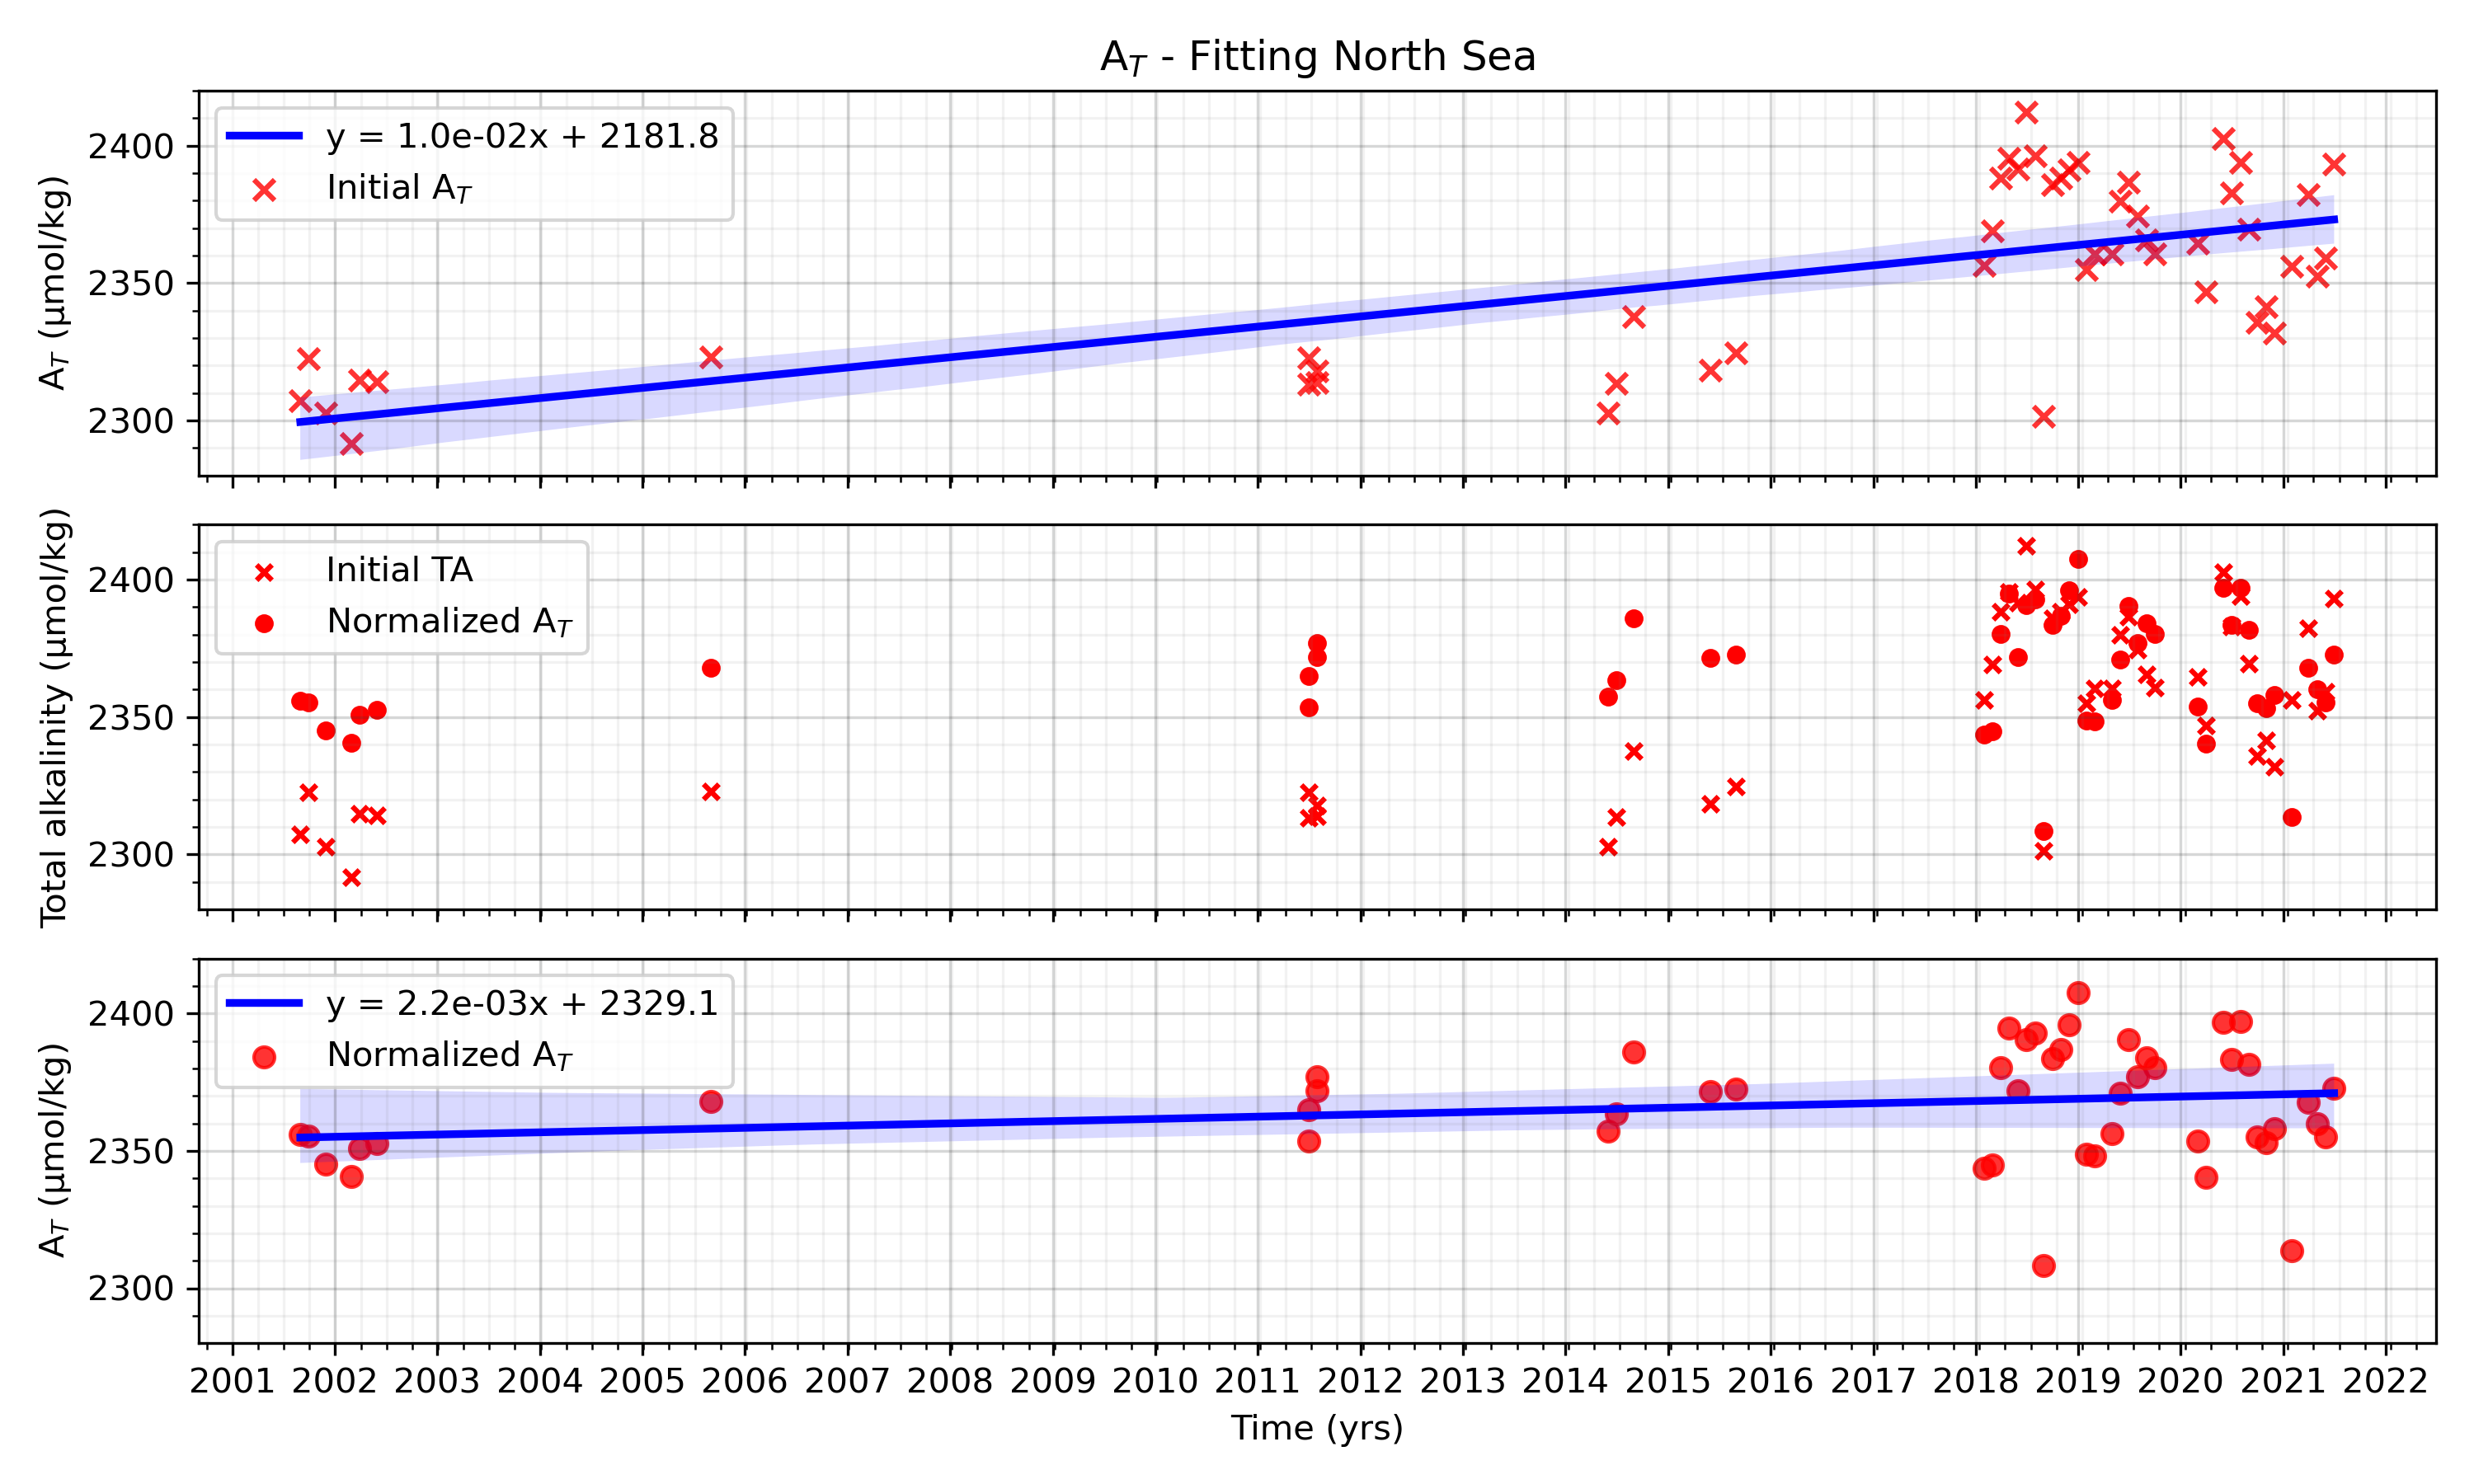 A_T - Fitting North Sea
y = 1.0e-02x + 2181.8
Initial A_T
A_T (µmol/kg)
2400
2350
2300
Initial TA
Normalized A_T
Total alkalinity (µmol/kg)
2400
2350
2300
y = 2.2e-03x + 2329.1
Normalized A_T
A_T (µmol/kg)
2400
2350
2300
2001 2002 2003 2004 2005 2006 2007 2008 2009 2010 2011 2012 2013 2014 2015 2016 2017 2018 2019 2020 2021 2022
Time (yrs)